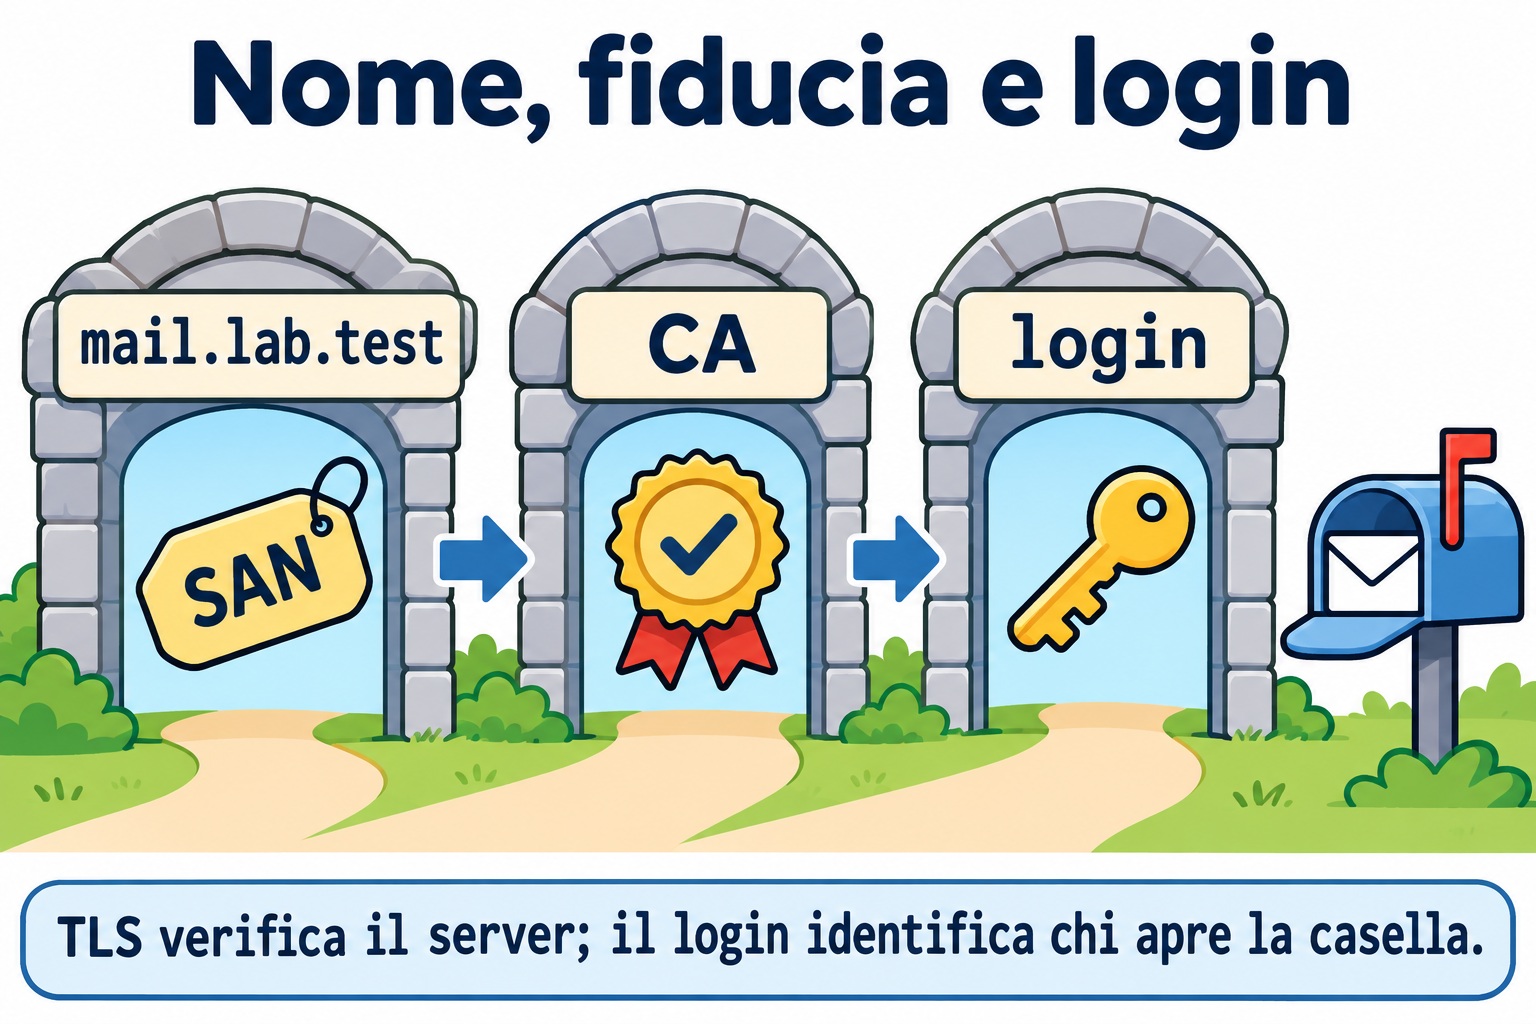 Nome, fiducia e login
mail.lab.test
CA
login
SAN
TLS verifica il server; il login identifica chi apre la casella.